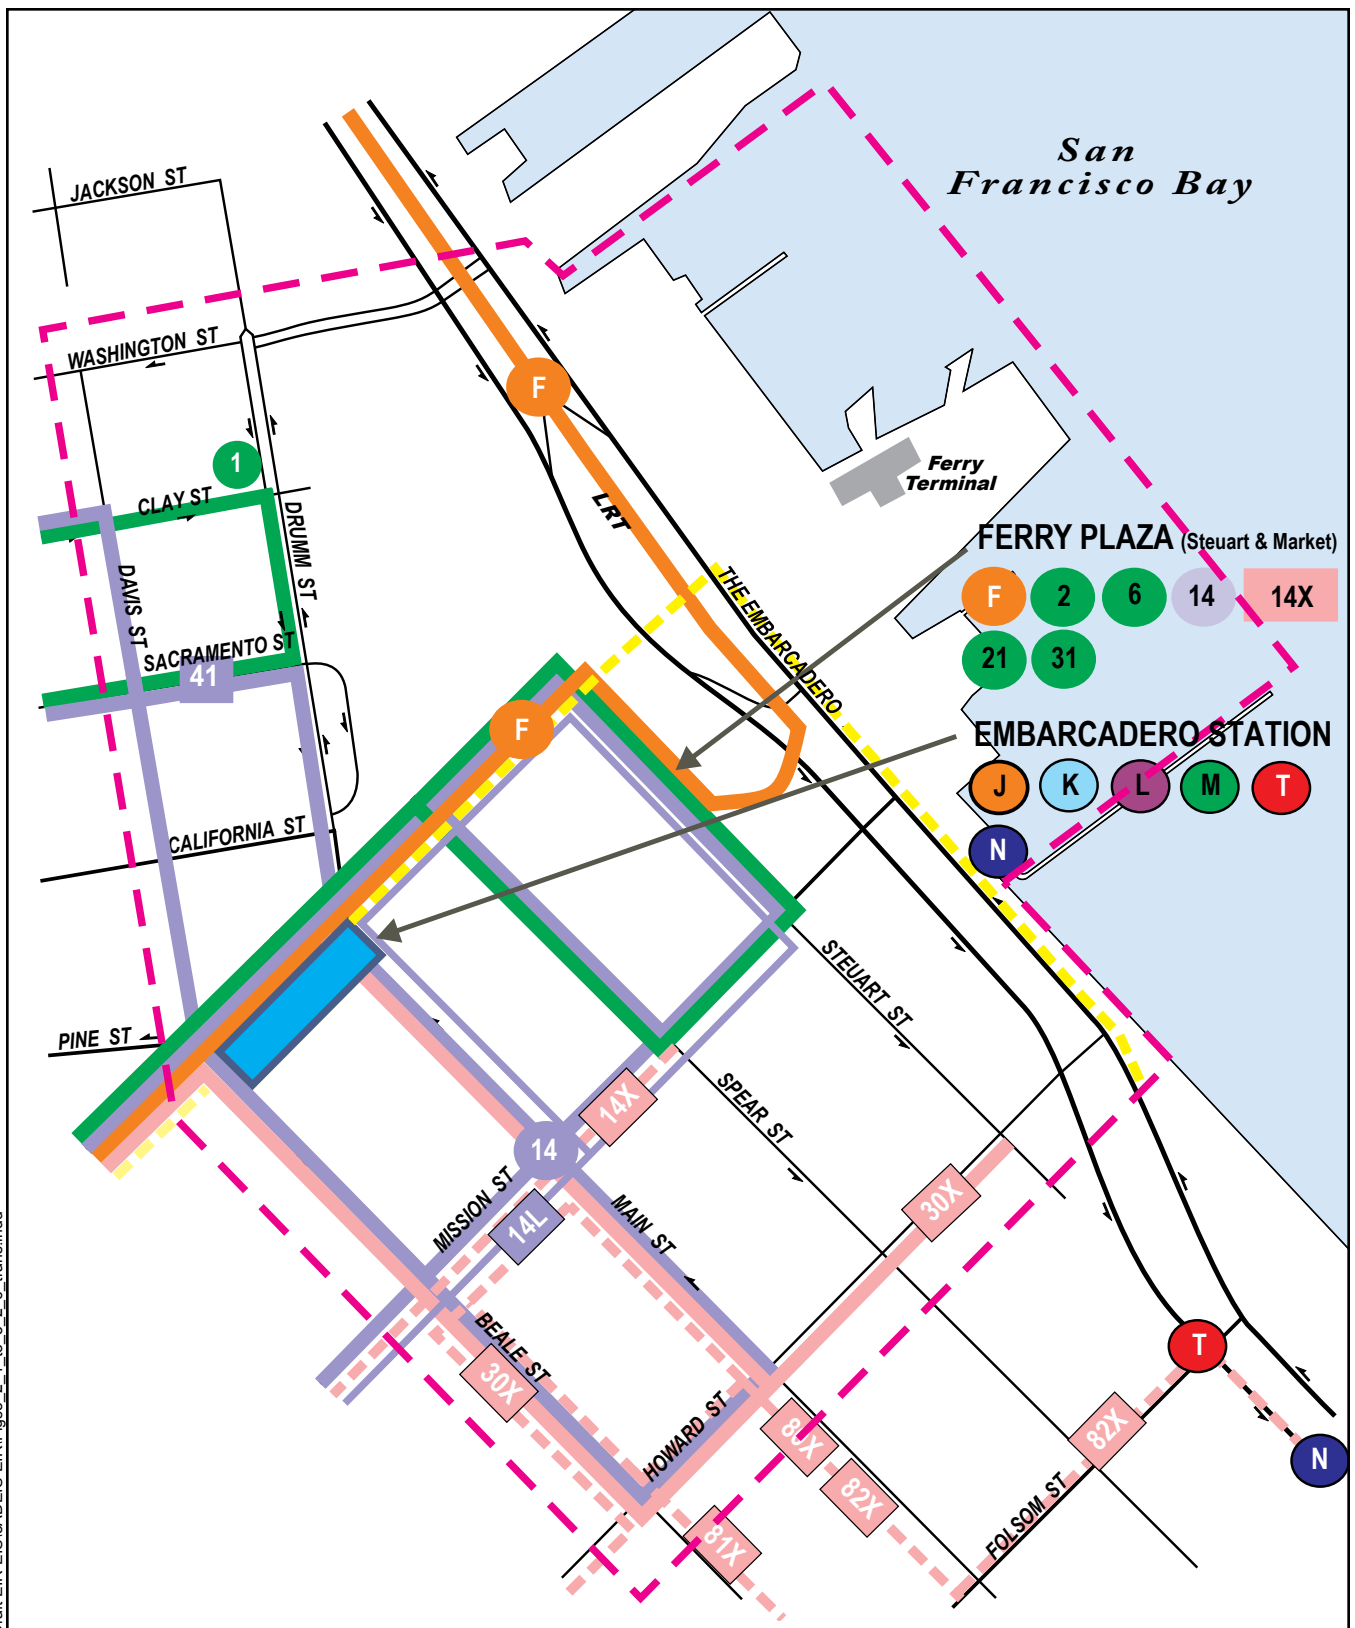 San
Francisco Bay
JACKSON ST
WASHINGTON ST
F
1
CLAY ST
DRUMM ST
LRT
Ferry
Terminal
THE EMBARCADERO
FERRY PLAZA (Steuart & Market)
F 2 6 14 14X
21 31
DAVIS ST
SACRAMENTO ST
41
F
EMBARCADERO STATION
J K L M T
N
CALIFORNIA ST
PINE ST
STEUART ST
SPEAR ST
14X
14
MISSION ST
14L
MAIN ST
30X
BEALE ST
30X
HOWARD ST
80X
82X
81X
T
82X
FOLSOM ST
N